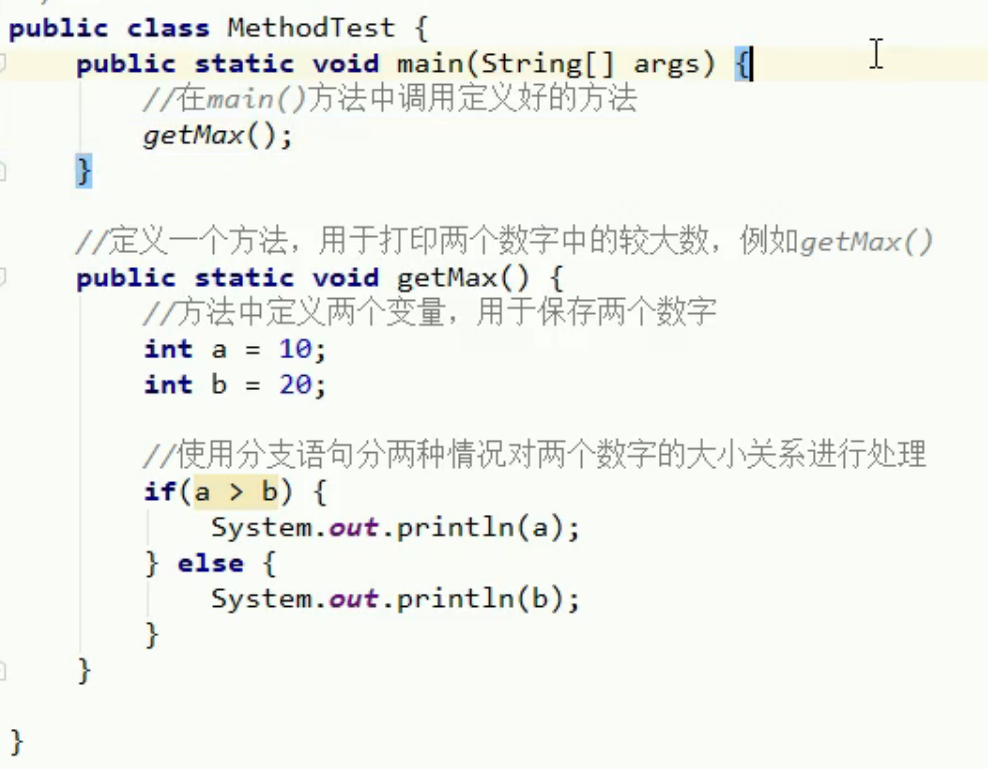 public class MethodTest {
public static void main(String[] args) {
//在main()方法中调用定义好的方法
getMax();
}
//定义一个方法，用于打印两个数字中的较大数，例如getMax()
public static void getMax() {
//方法中定义两个变量，用于保存两个数字
int a = 10;
int b = 20;
//使用分支语句分两种情况对两个数字的大小关系进行处理
if(a > b) {
System.out.println(a);
} else {
System.out.println(b);
}
}
}